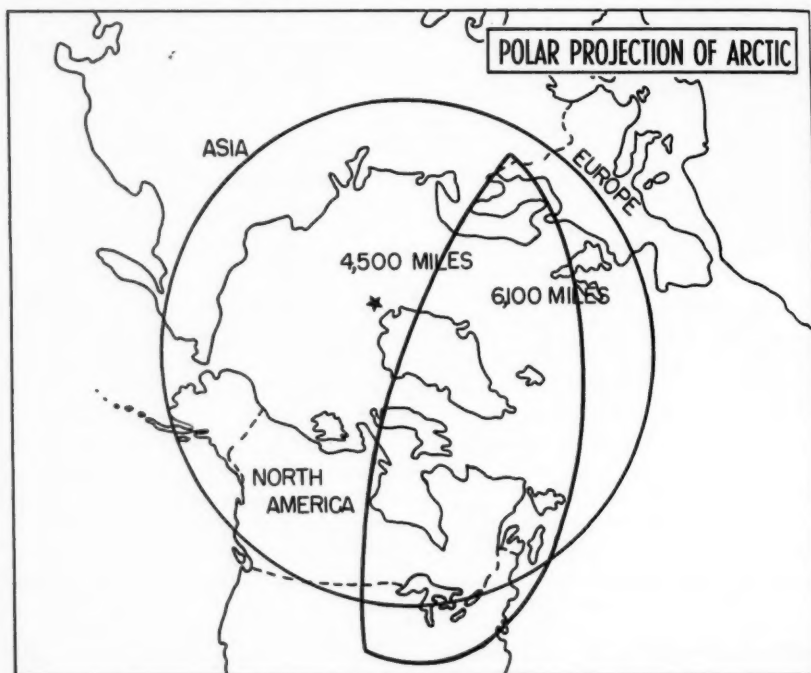 POLAR PROJECTION OF ARCTIC
ASIA
EUROPE
4,500 MILES
6,100 MILES
NORTH
AMERICA